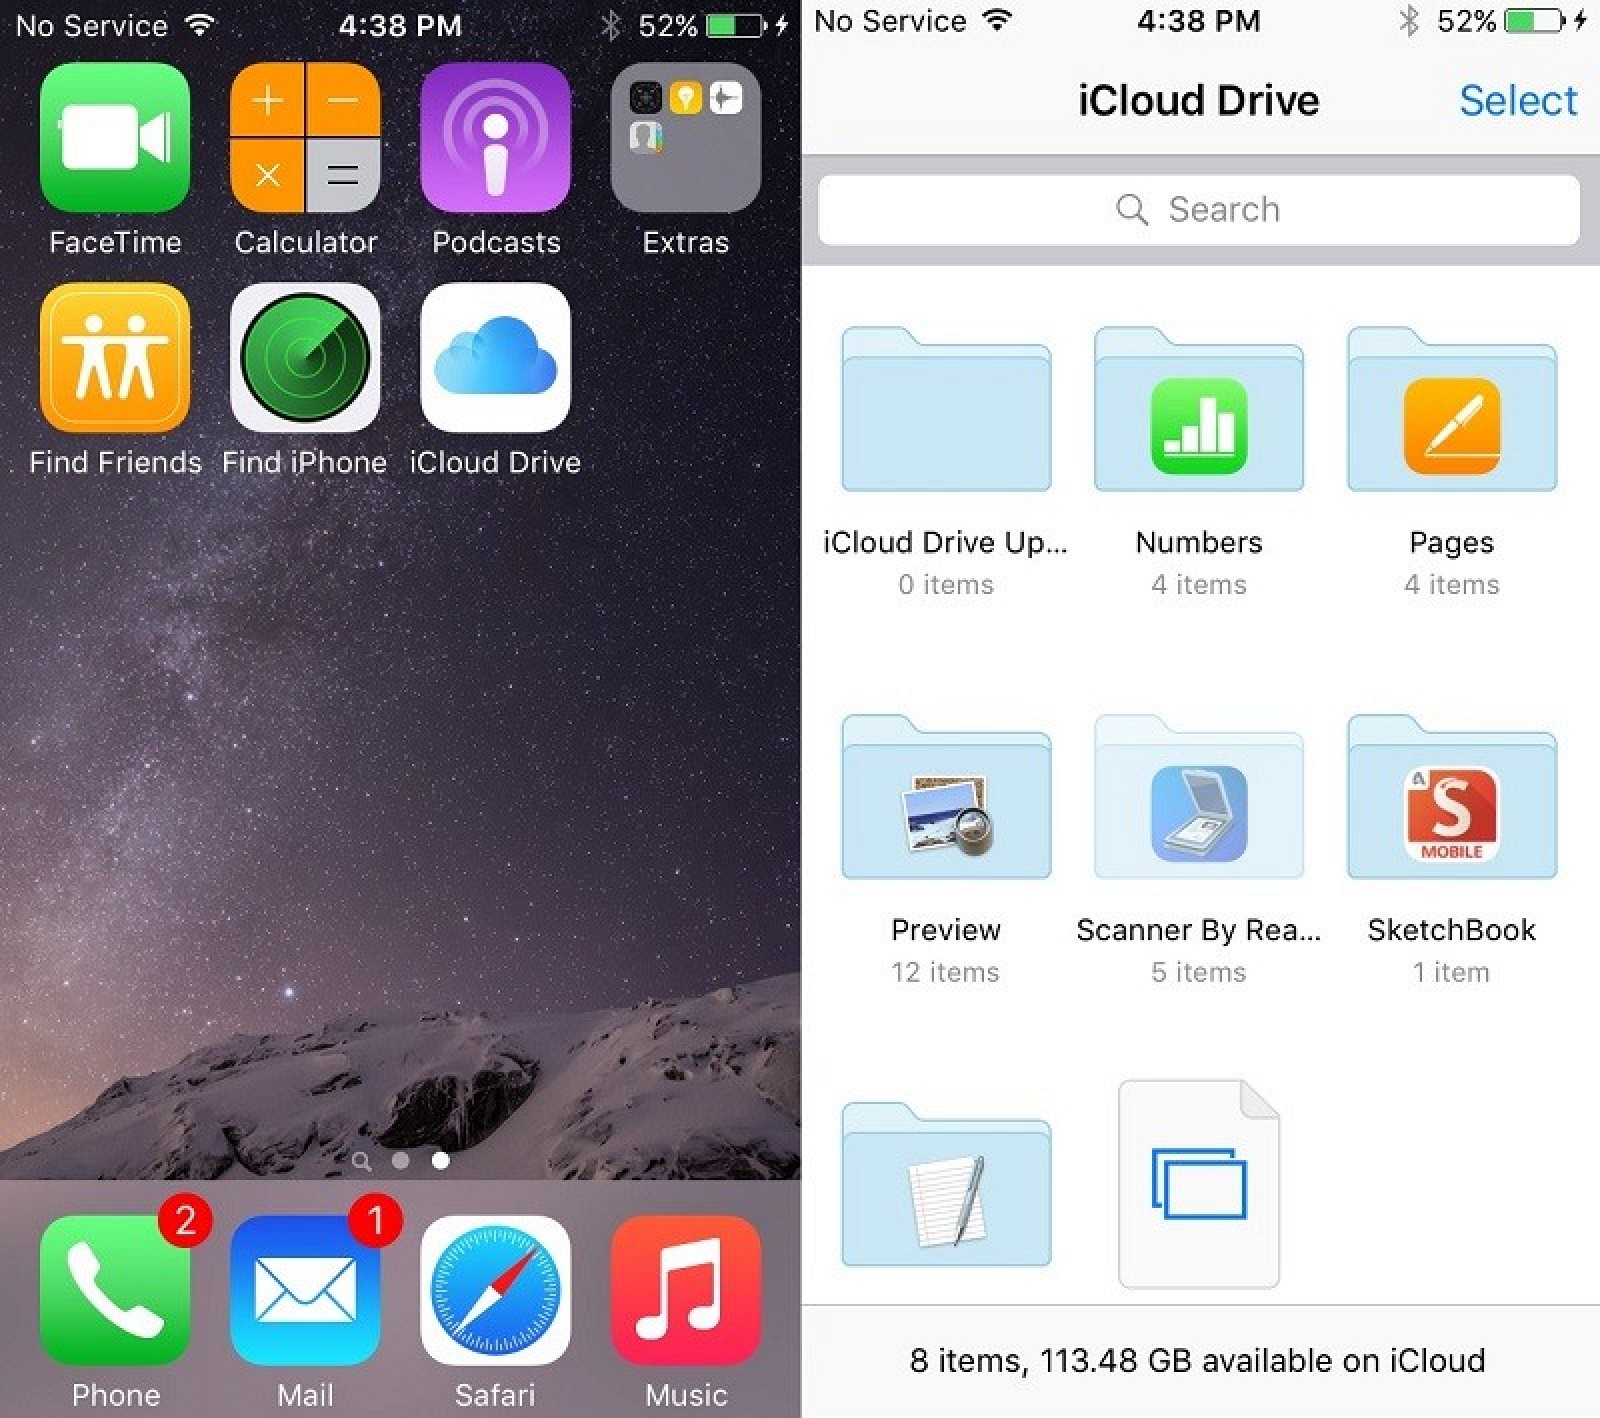 No Service 4:38 PM 52%
FaceTime Calculator Podcasts Extras
Find Friends Find iPhone iCloud Drive
2 1
Phone Mail Safari Music
No Service 4:38 PM 52%
iCloud Drive Select
Search
iCloud Drive Up... Numbers Pages
0 items 4 items 4 items
A S
MOBILE
Preview Scanner By Rea... SketchBook
12 items 5 items 1 item
8 items, 113.48 GB available on iCloud